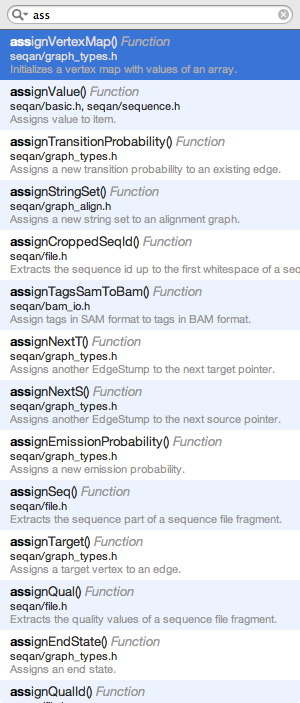 ass
assignVertexMap() Function
seqan/graph_types.h
Initializes a vertex map with values of an array.
assignValue() Function
seqan/basic.h, seqan/sequence.h
Assigns value to item.
assignTransitionProbability() Function
seqan/graph_types.h
Assigns a new transition probability to an existing edge.
assignStringSet() Function
seqan/graph_align.h
Assigns a new string set to an alignment graph.
assignCroppedSeqId() Function
seqan/file.h
Extracts the sequence id up to the first whitespace of a seq
assignTagsSamToBam() Function
seqan/bam_io.h
Assign tags in SAM format to tags in BAM format.
assignNextT() Function
seqan/graph_types.h
Assigns another EdgeStump to the next target pointer.
assignNextS() Function
seqan/graph_types.h
Assigns another EdgeStump to the next source pointer.
assignEmissionProbability() Function
seqan/graph_types.h
Assigns a new emission probability.
assignSeq() Function
seqan/file.h
Extracts the sequence part of a sequence file fragment.
assignTarget() Function
seqan/graph_types.h
Assigns a target vertex to an edge.
assignQual() Function
seqan/file.h
Extracts the quality values of a sequence file fragment.
assignEndState() Function
seqan/graph_types.h
Assigns an end state.
assignQualId() Function